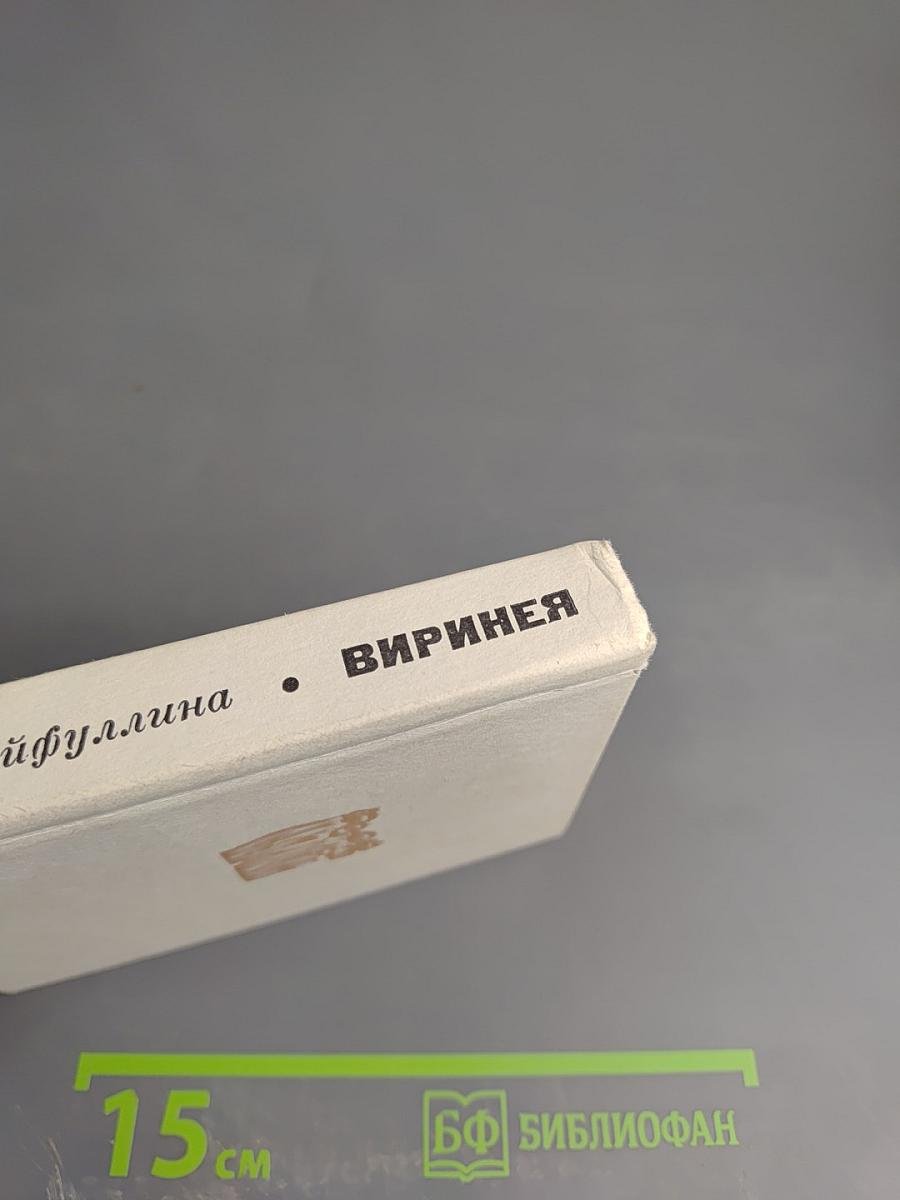 йфуллина • ВИРИНЕЯ
15 см
БФ БИБЛИОФАН